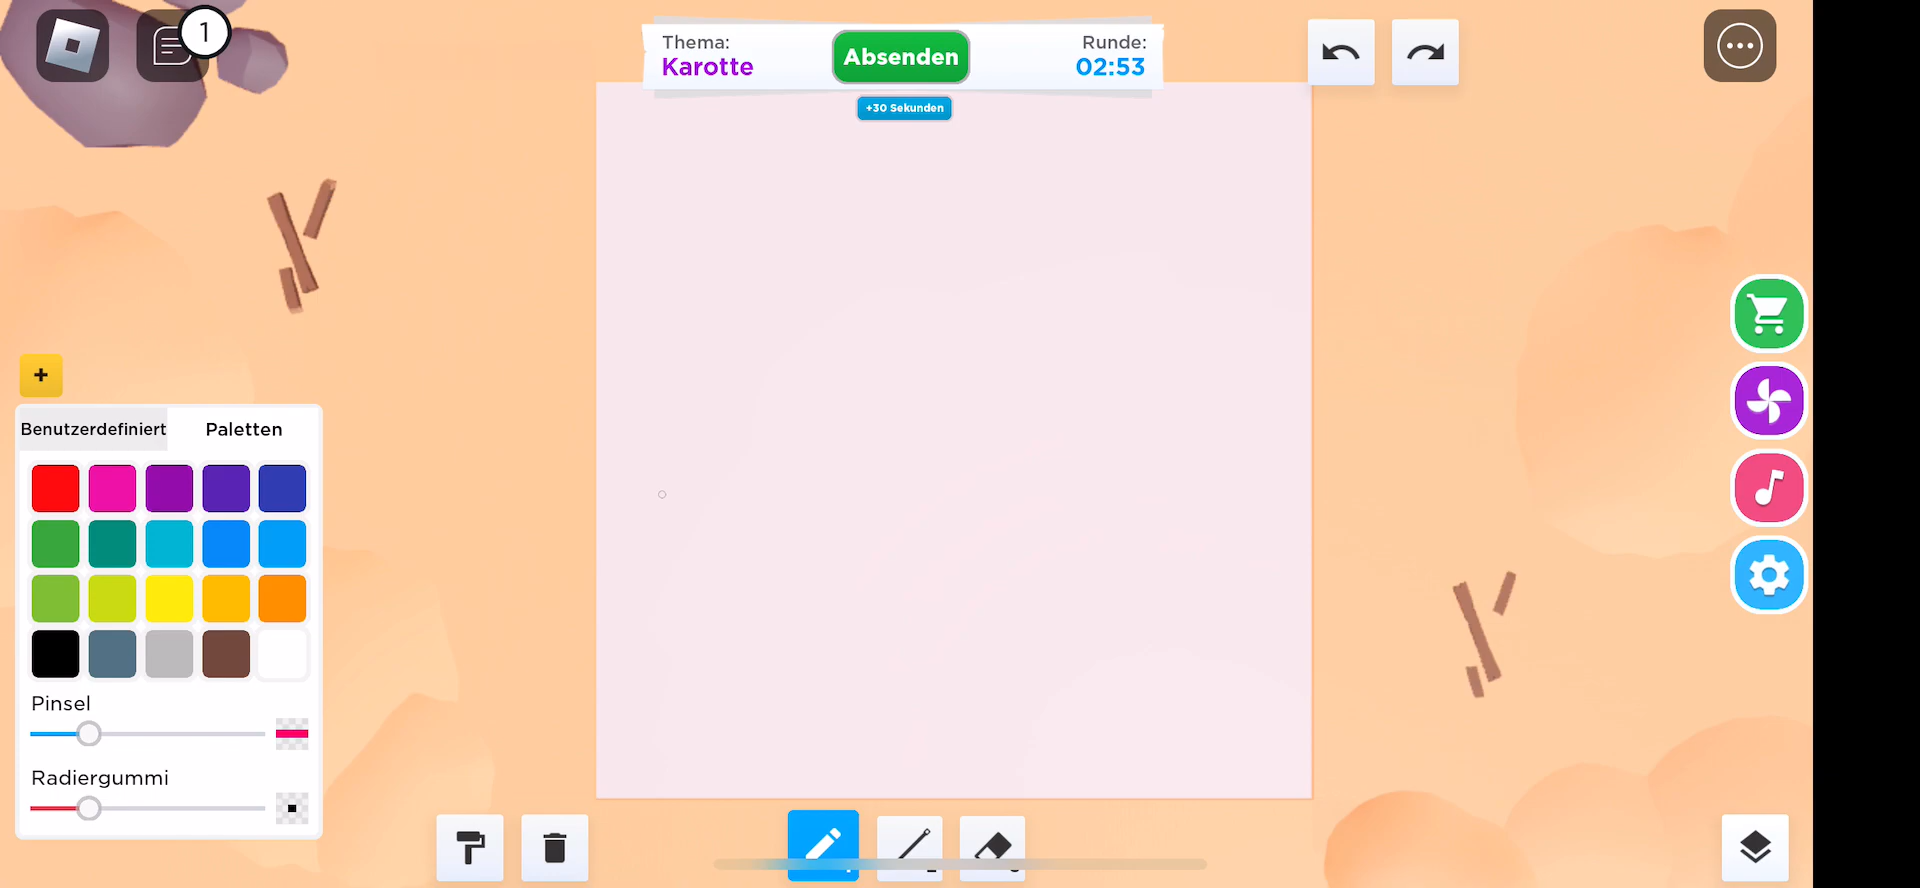 1
Thema:
Karotte
Absenden
Runde:
02:53
+30 Sekunden
+
Benutzerdefiniert
Paletten
Pinsel
Radiergummi